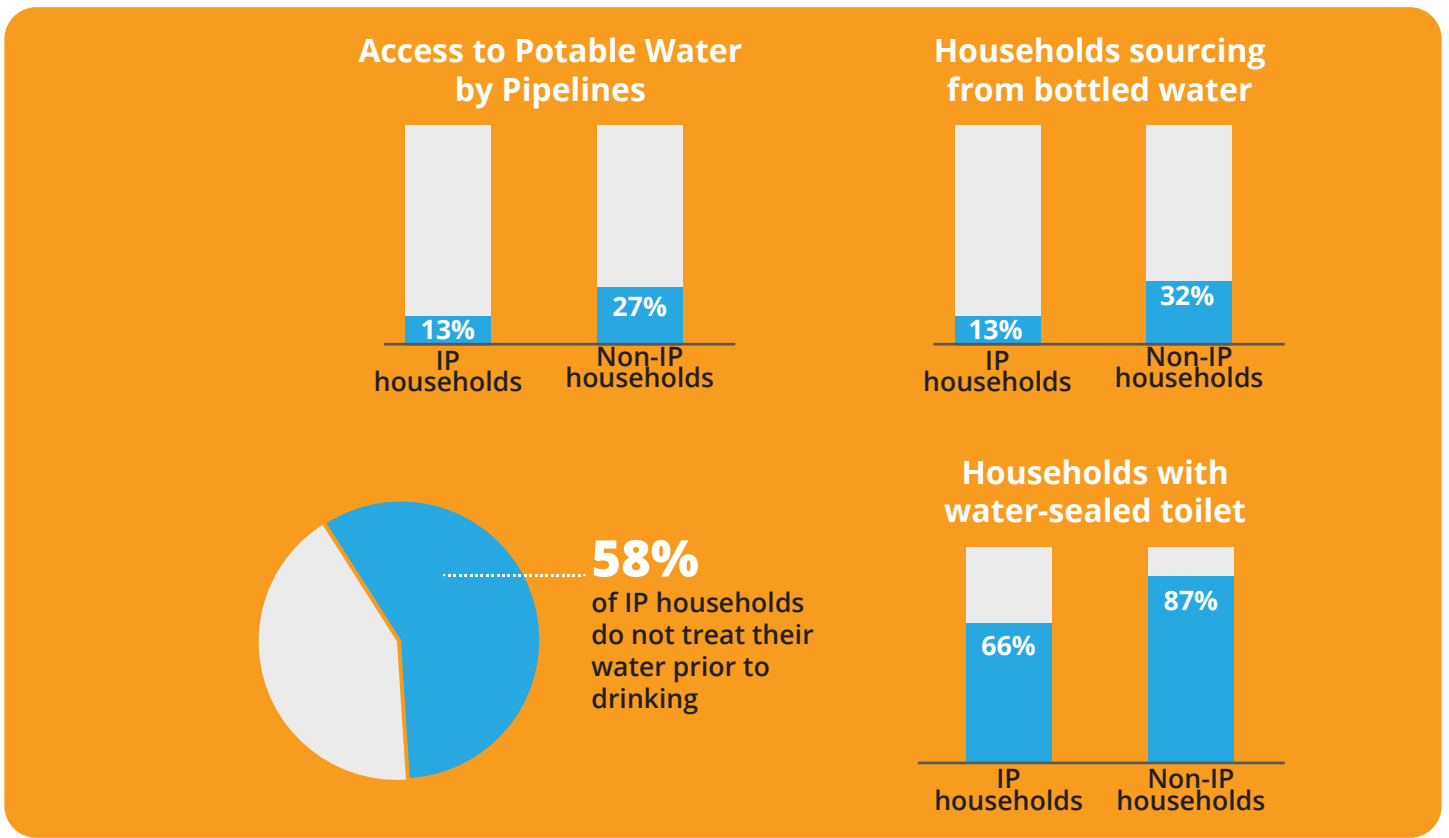 Access to Potable Water
by Pipelines
13%
27%
IP
households
Non-IP
households
Households sourcing
from bottled water
13%
32%
IP
households
Non-IP
households
58%
of IP households
do not treat their
water prior to
drinking
Households with
water-sealed toilet
66%
87%
IP
households
Non-IP
households